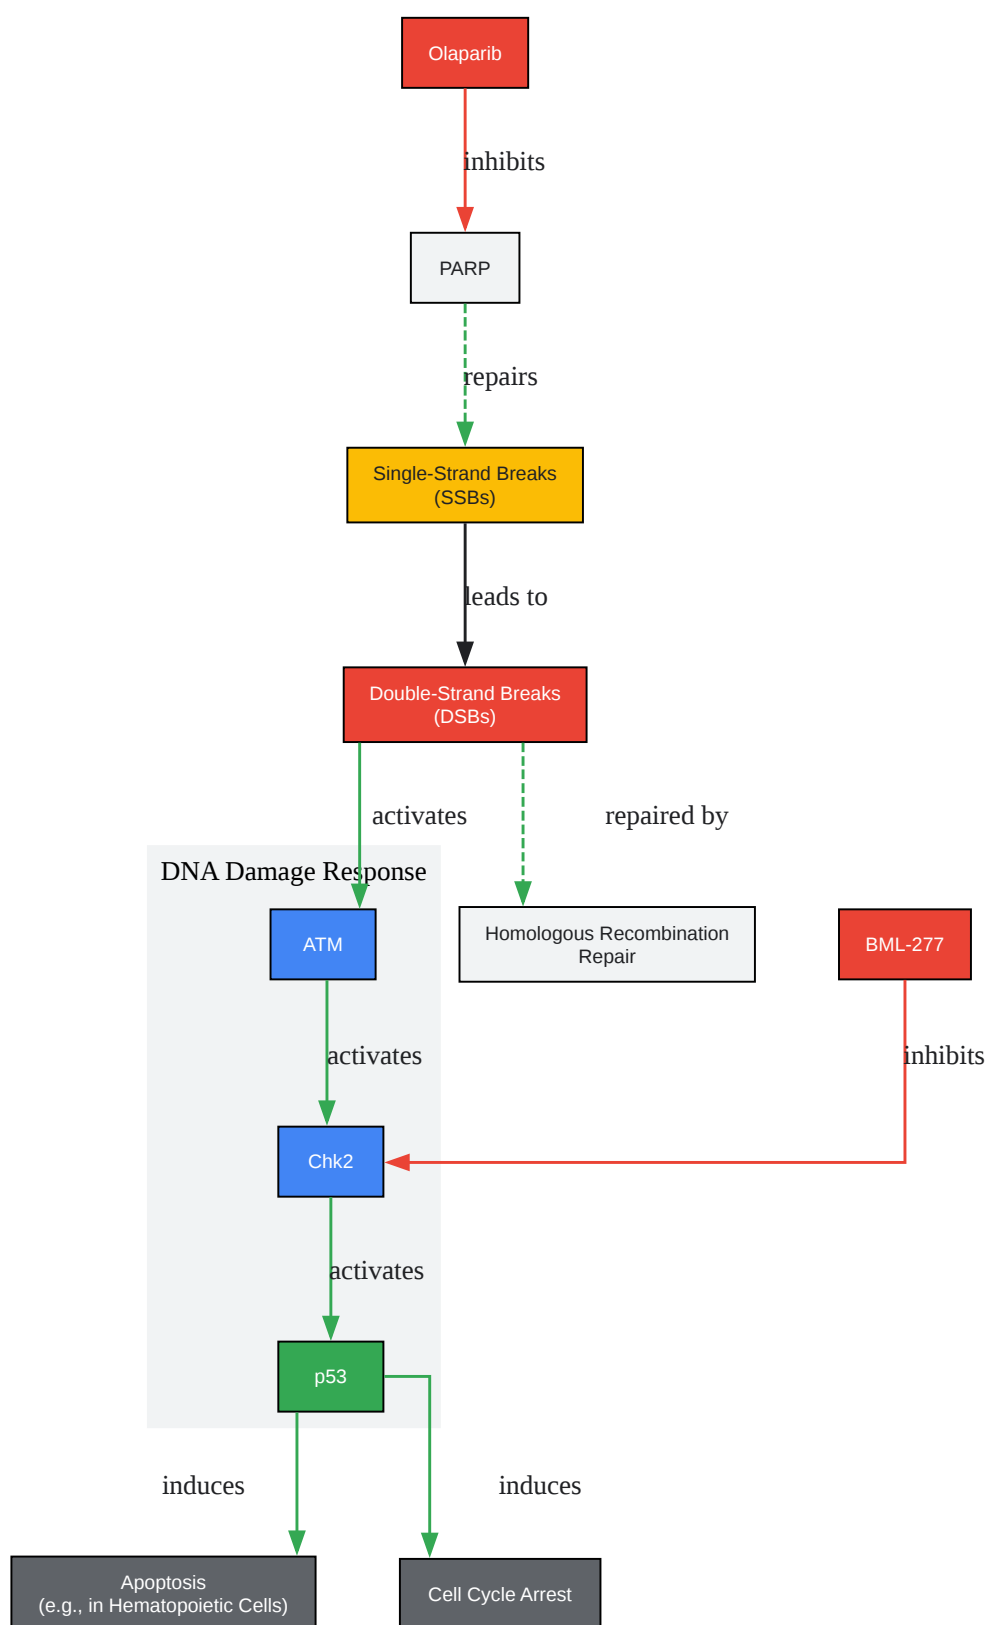 Olaparib
inhibits
PARP
repairs
Single-Strand Breaks
(SSBs)
leads to
Double-Strand Breaks
(DSBs)
activates
repaired by
DNA Damage Response
ATM
Homologous Recombination
Repair
BML-277
activates
inhibits
Chk2
activates
p53
induces
induces
Apoptosis
(e.g., in Hematopoietic Cells)
Cell Cycle Arrest